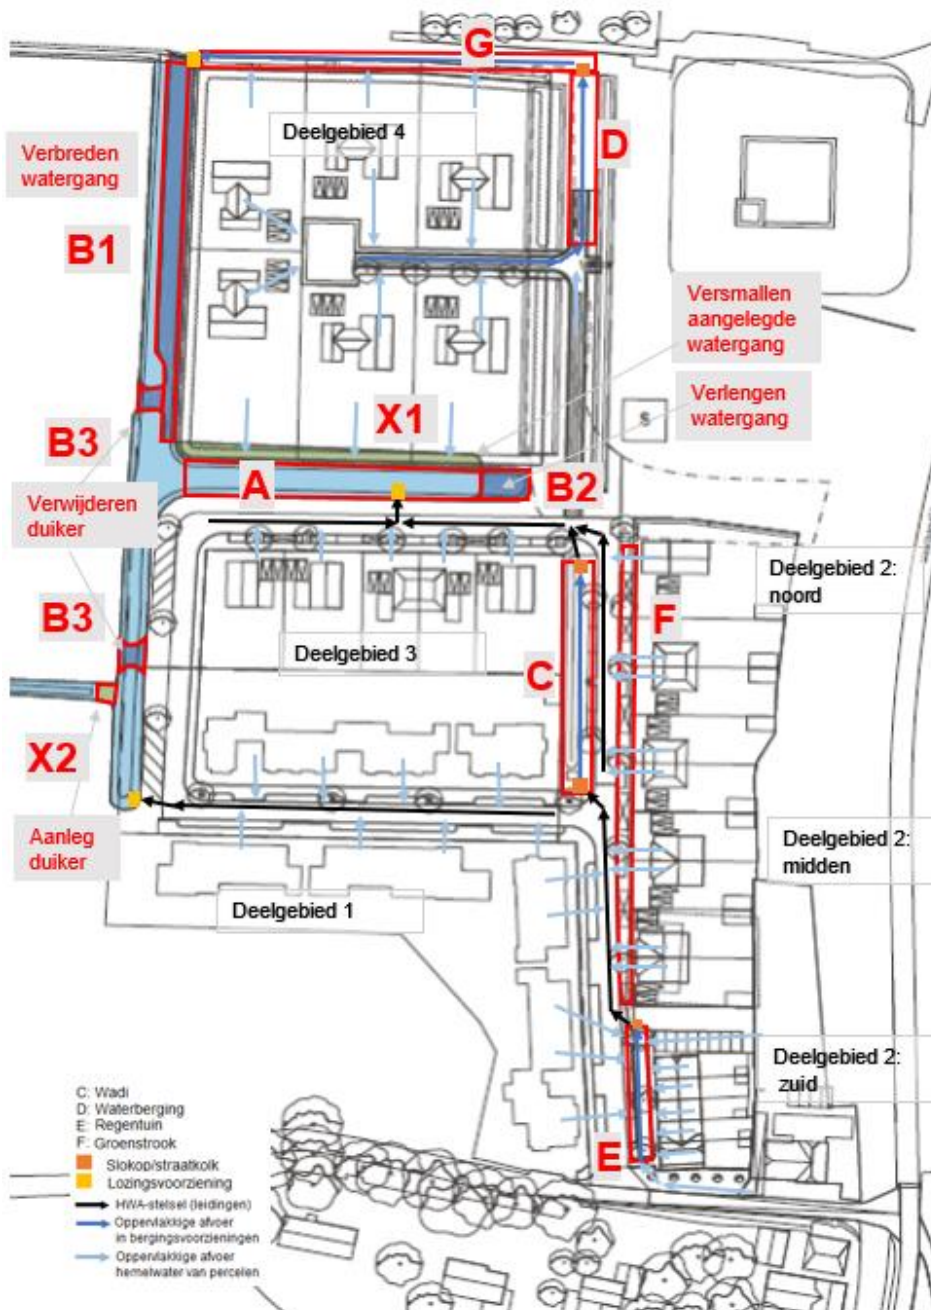 G
Deelgebied 4
D
Verbreden
watergang
B1
Versmallen
aangelegde
watergang
X1
Verlengen
watergang
S
B3
A
B2
Verwijderen
duiker
Deelgebied 2:
noord
B3
F
Deelgebied 3
C
X2
Aanleg
duiker
Deelgebied 2:
midden
Deelgebied 1
Deelgebied 2:
zuid
C: Wadi
D: Waterberging
E: Regentuin
F: Groenstrook
Slokop/straatkolk
Lozingsvoorziening
HWA-stelsel (leidingen)
Oppervlakkige afvoer
in bergingsvoorzieningen
Oppervlakkige afvoer
hemelwater van percelen
E